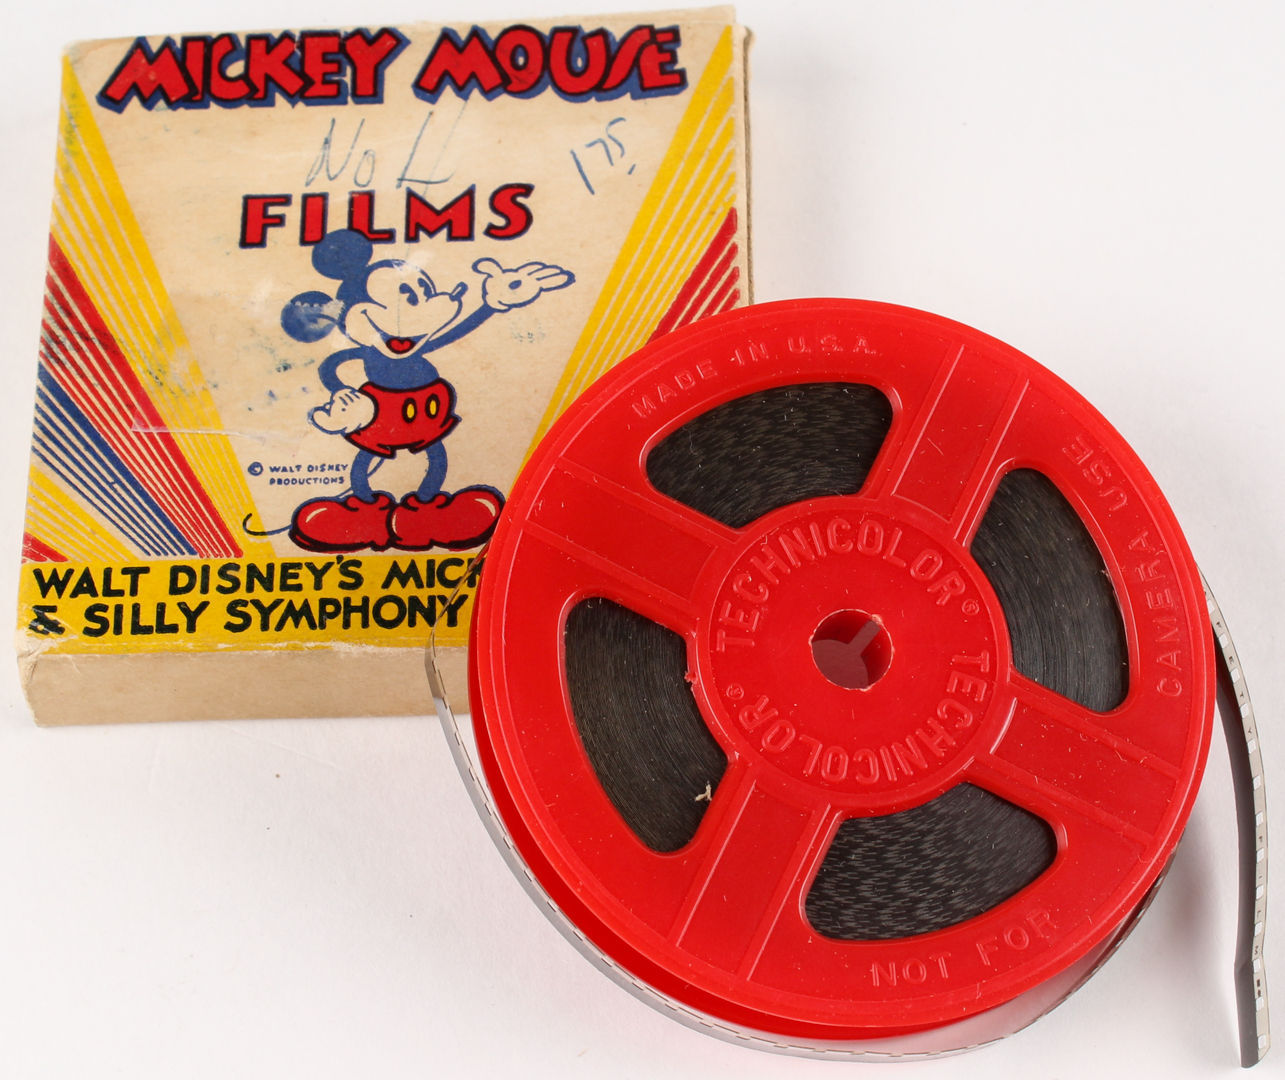 MICKEY MOUSE
No 4
175
FILMS
© WALT DISNEY
PRODUCTIONS
WALT DISNEY'S MICK
& SILLY SYMPHONY
MADE IN U.S.A.
NOT FOR
CAMERA USE
TECHNICOLOR®
TECHNICOLOR®